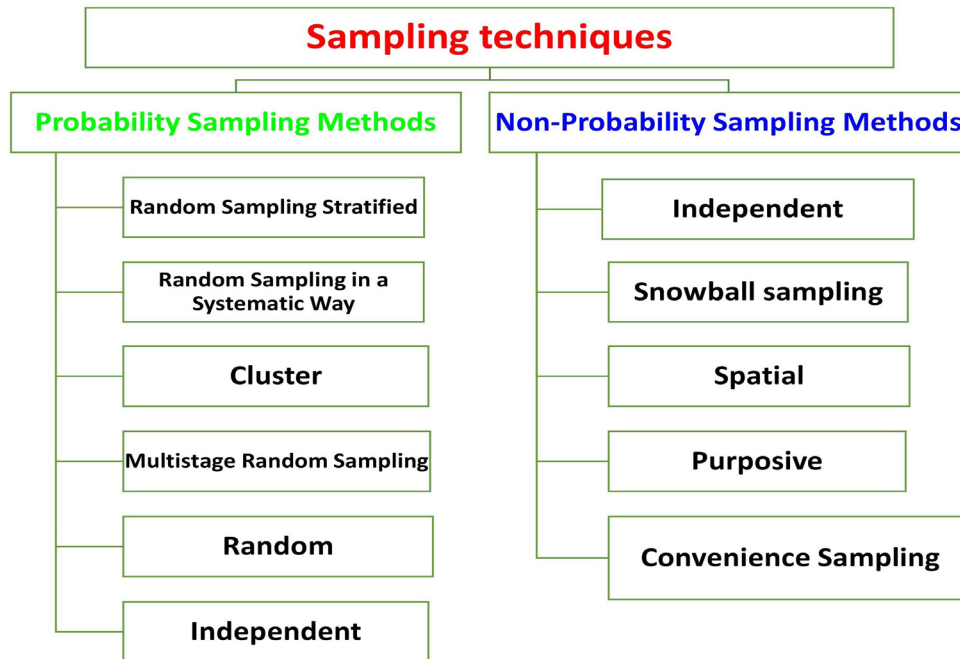 Sampling techniques
Probability Sampling Methods
Random Sampling Stratified
Random Sampling in a
Systematic Way
Cluster
Multistage Random Sampling
Random
Independent
Non-Probability Sampling Methods
Independent
Snowball sampling
Spatial
Purposive
Convenience Sampling